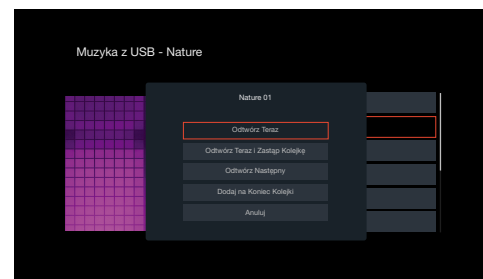 Muzyka z USB - Nature
Nature 01
Odtwórz Teraz
Odtwórz Teraz i Zastąp Kolejkę
Odtwórz Następny
Dodaj na Koniec Kolejki
Anuluj